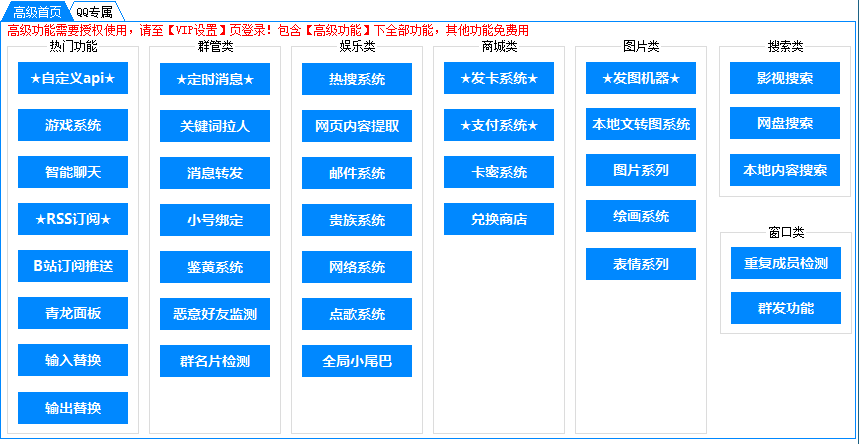 高级首页 QQ专属
高级功能需要授权使用，请至【VIP设置】页登录！包含【高级功能】下全部功能，其他功能免费用
热门功能
★自定义api★
游戏系统
智能聊天
★RSS订阅★
B站订阅推送
青龙面板
输入替换
输出替换
群管类
★定时消息★
关键词拉人
消息转发
小号绑定
鉴黄系统
恶意好友监测
群名片检测
娱乐类
热搜系统
网页内容提取
邮件系统
贵族系统
网络系统
点歌系统
全局小尾巴
商城类
★发卡系统★
★支付系统★
卡密系统
兑换商店
图片类
★发图机器★
本地文转图系统
图片系列
绘画系统
表情系列
搜索类
影视搜索
网盘搜索
本地内容搜索
窗口类
重复成员检测
群发功能